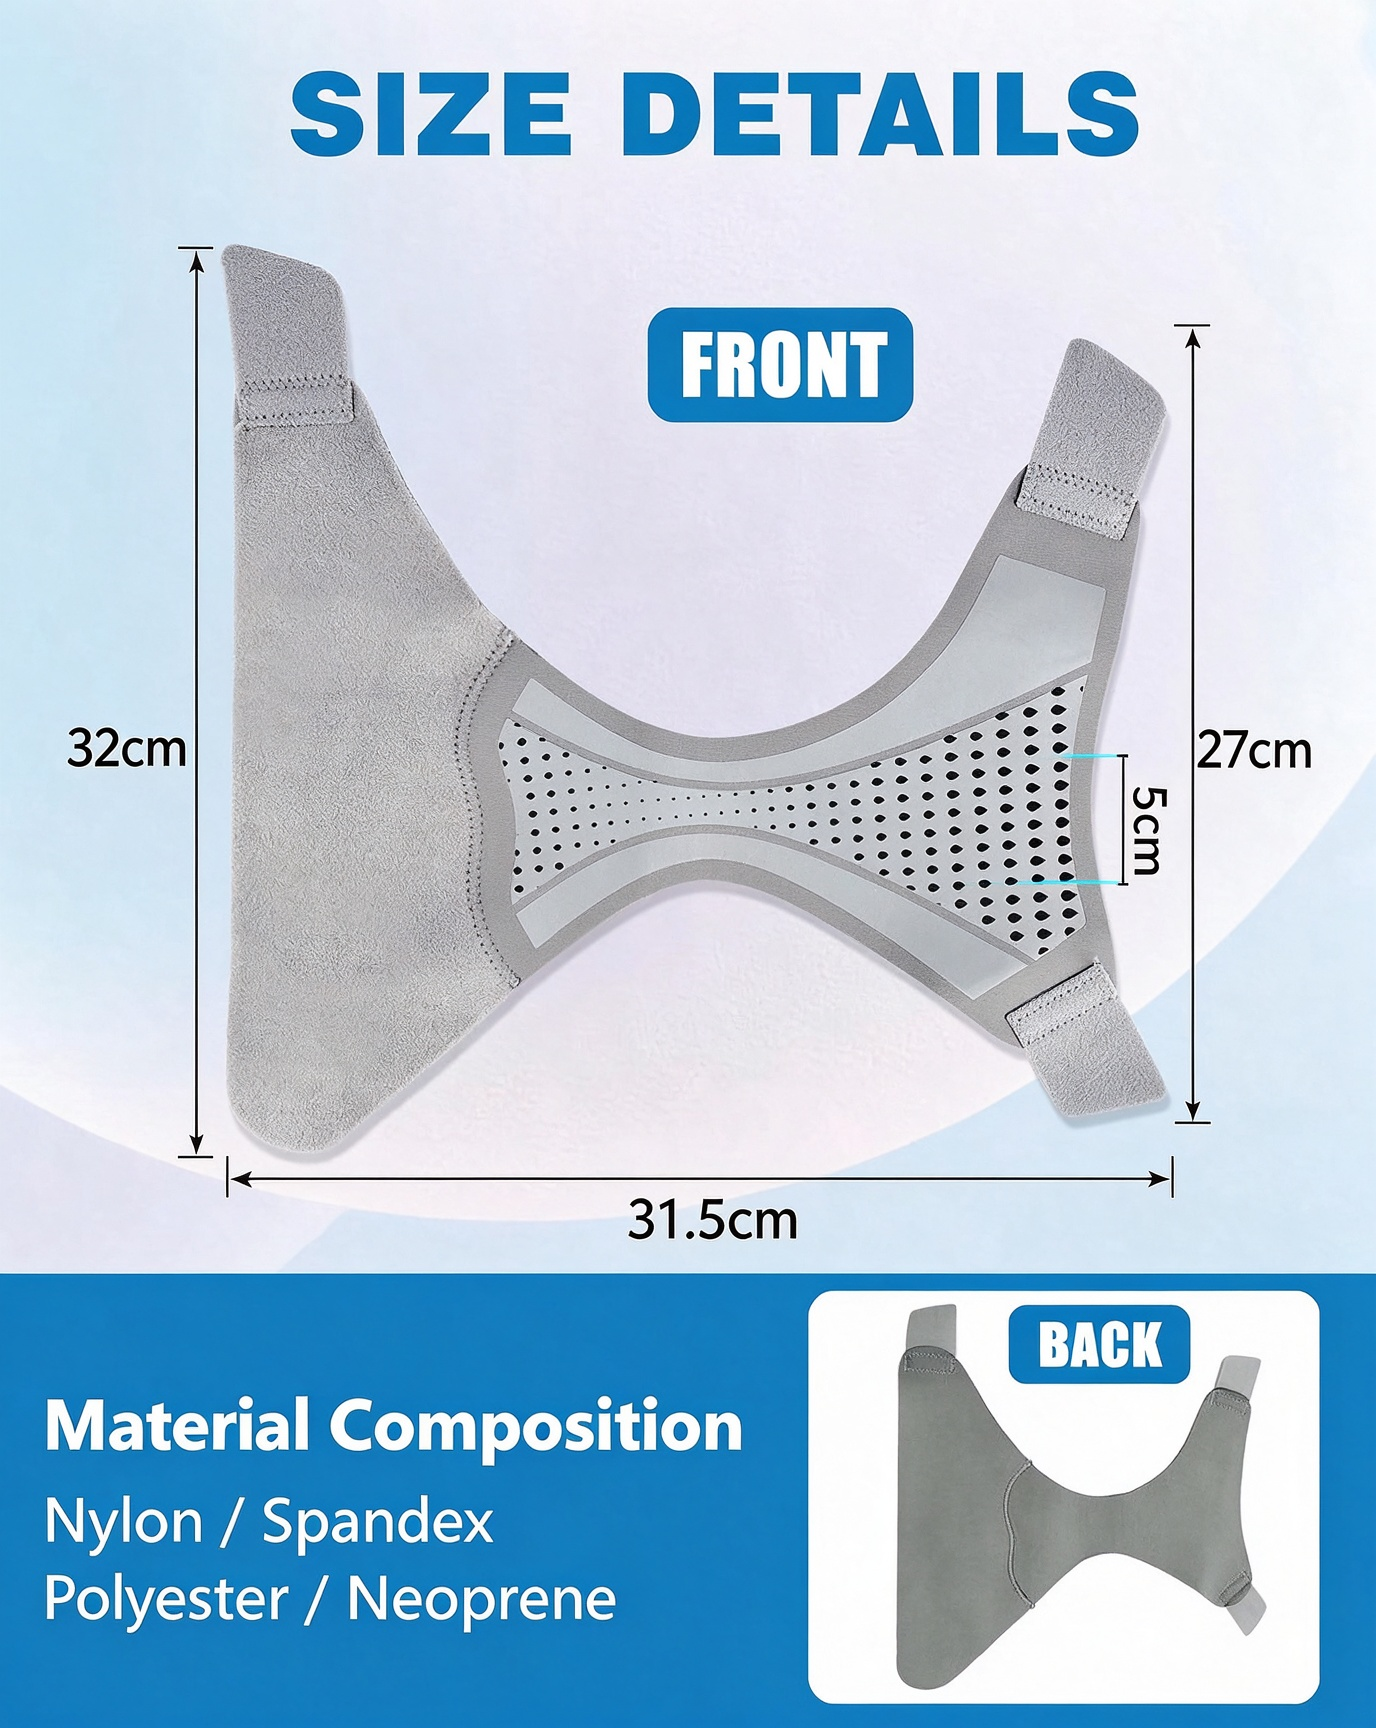 SIZE DETAILS
FRONT
32cm
27cm
5cm
31.5cm
BACK
Material Composition
Nylon / Spandex
Polyester / Neoprene